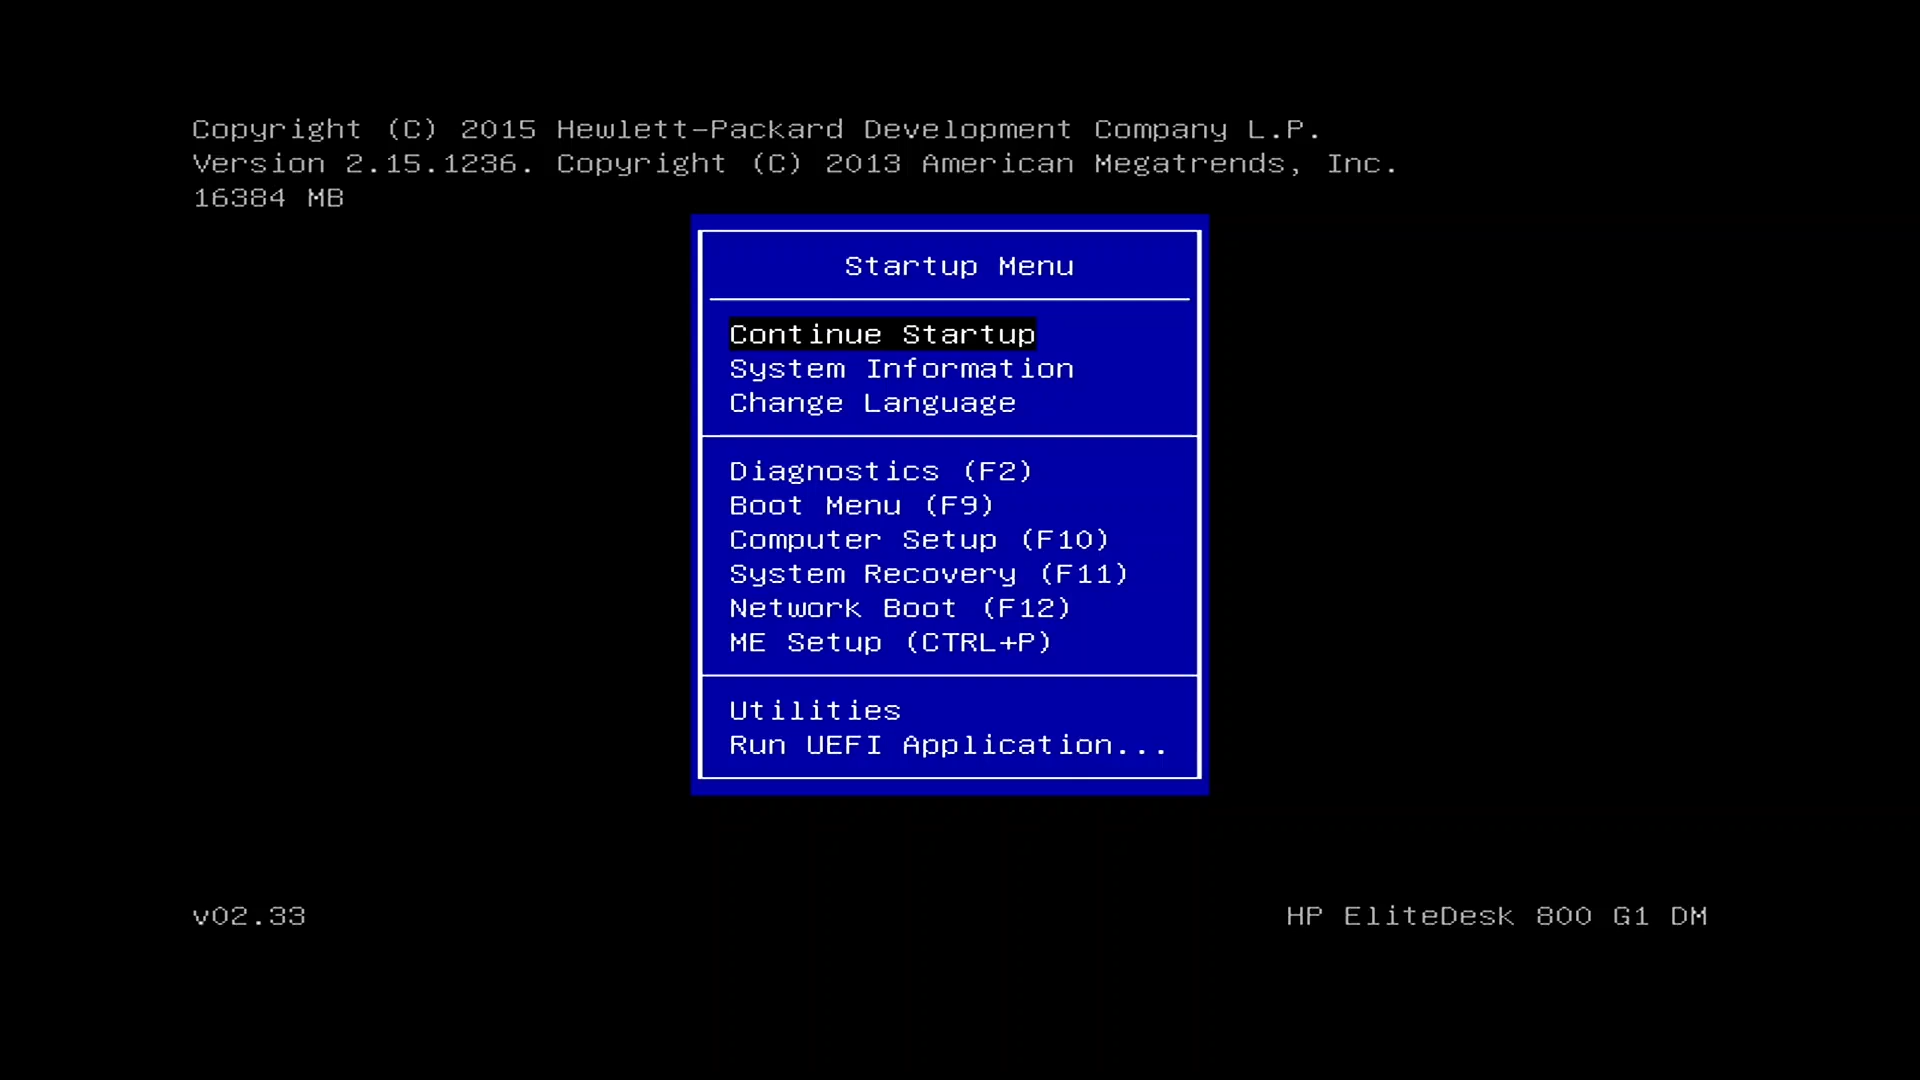 Copyright (C) 2015 Hewlett-Packard Development Company L.P.
Version 2.15.1236. Copyright (C) 2013 American Megatrends, Inc.
16384 MB
Startup Menu
Continue Startup
System Information
Change Language
Diagnostics (F2)
Boot Menu (F9)
Computer Setup (F10)
System Recovery (F11)
Network Boot (F12)
ME Setup (CTRL+P)
Utilities
Run UEFI Application...
v02.33
HP EliteDesk 800 G1 DM